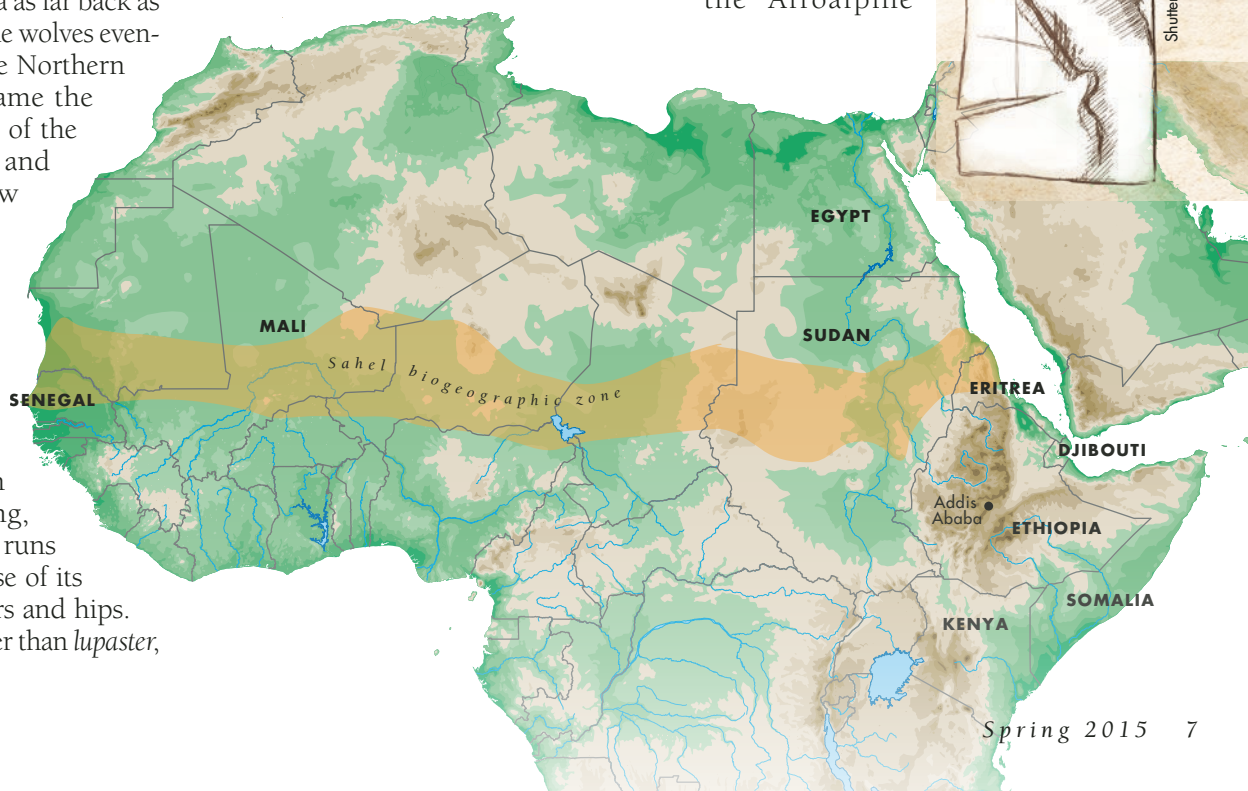 a as far back as
e wolves even-
e Northern
ame the
of the
and
w
n
ng,
runs
se of its
rs and hips.
er than lupaster,
the Afroalpine
Shutter
EGYPT
MALI
SUDAN
Sahel biogeographic zone
SENEGAL
ERITREA
DJIBOUTI
Addis
Ababa
ETHIOPIA
SOMALIA
KENYA
Spring 2015 7